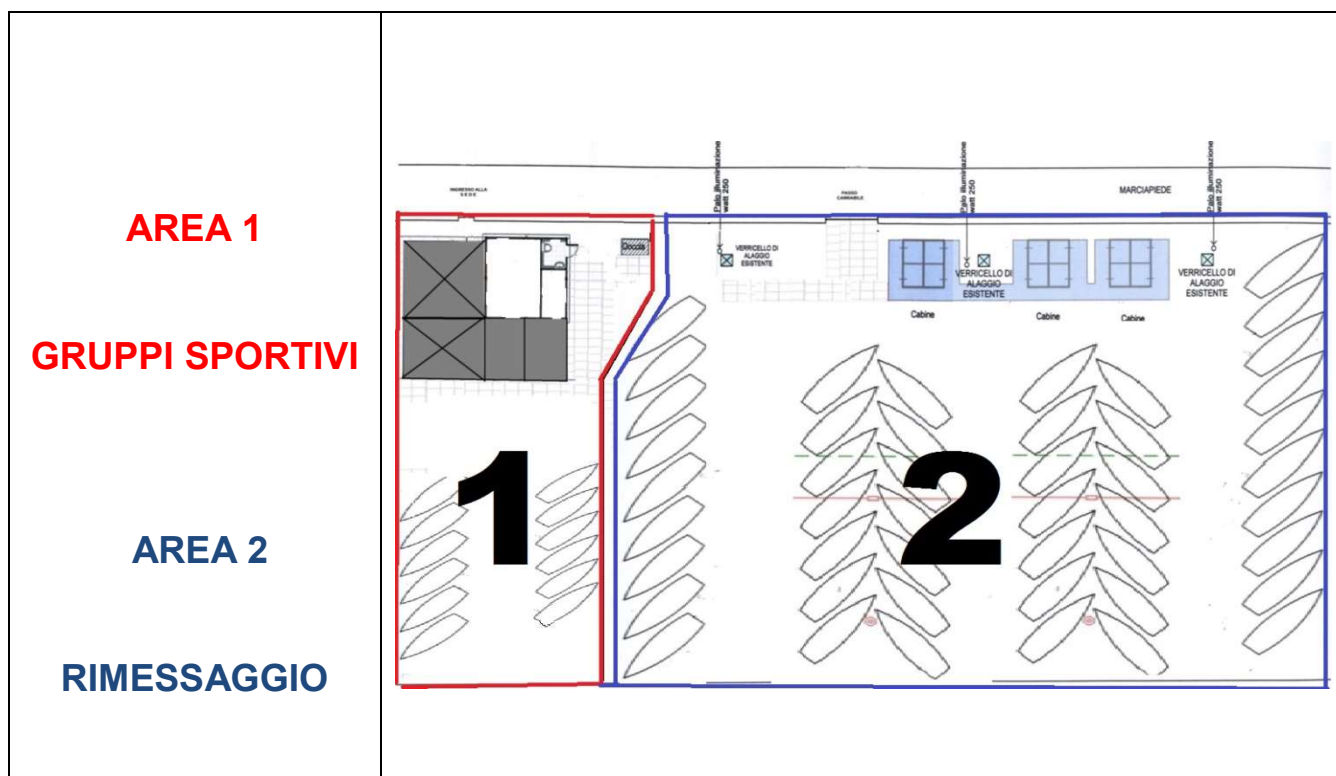 AREA 1
GRUPPI SPORTIVI
AREA 2
RIMESSAGGIO
INGRESSO ALLA
SEDE
Palo illuminazione
watt 250
PASSO
CARRABILE
Palo illuminazione
watt 250
MARCIAPIEDE
Palo illuminazione
watt 250
Doccia
VERRICELLO DI
ALAGGIO
ESISTENTE
VERRICELLO DI
ALAGGIO
ESISTENTE
VERRICELLO DI
ALAGGIO
ESISTENTE
Cabine
Cabine
Cabine
1
2